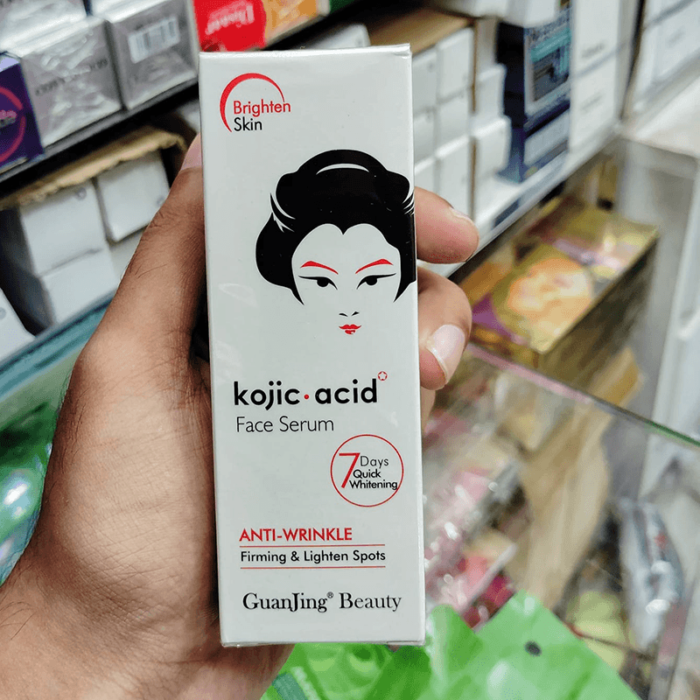 Brighten
Skin
kojic·acid
Face Serum
7 Days
Quick
Whitening
ANTI-WRINKLE
Firming & Lighten Spots
GuanJing® Beauty